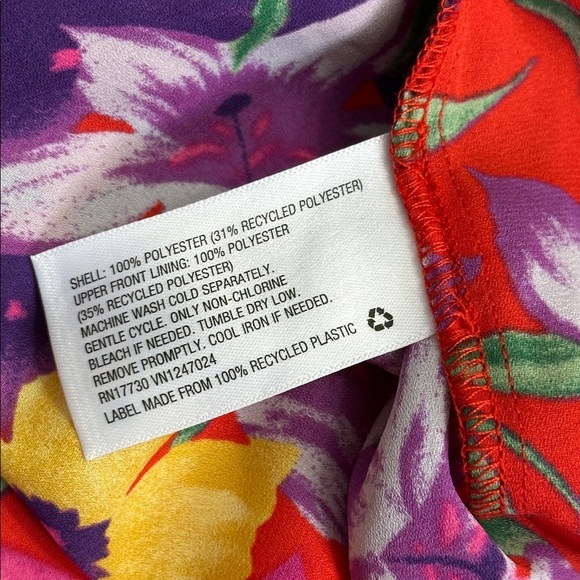 SHELL: 100% POLYESTER (31% RECYCLED POLYESTER)
UPPER FRONT LINING: 100% POLYESTER
(35% RECYCLED POLYESTER)
MACHINE WASH COLD SEPARATELY.
GENTLE CYCLE. ONLY NON-CHLORINE
BLEACH IF NEEDED. TUMBLE DRY LOW.
REMOVE PROMPTLY. COOL IRON IF NEEDED.
RN17730 VN1247024
LABEL MADE FROM 100% RECYCLED PLASTIC